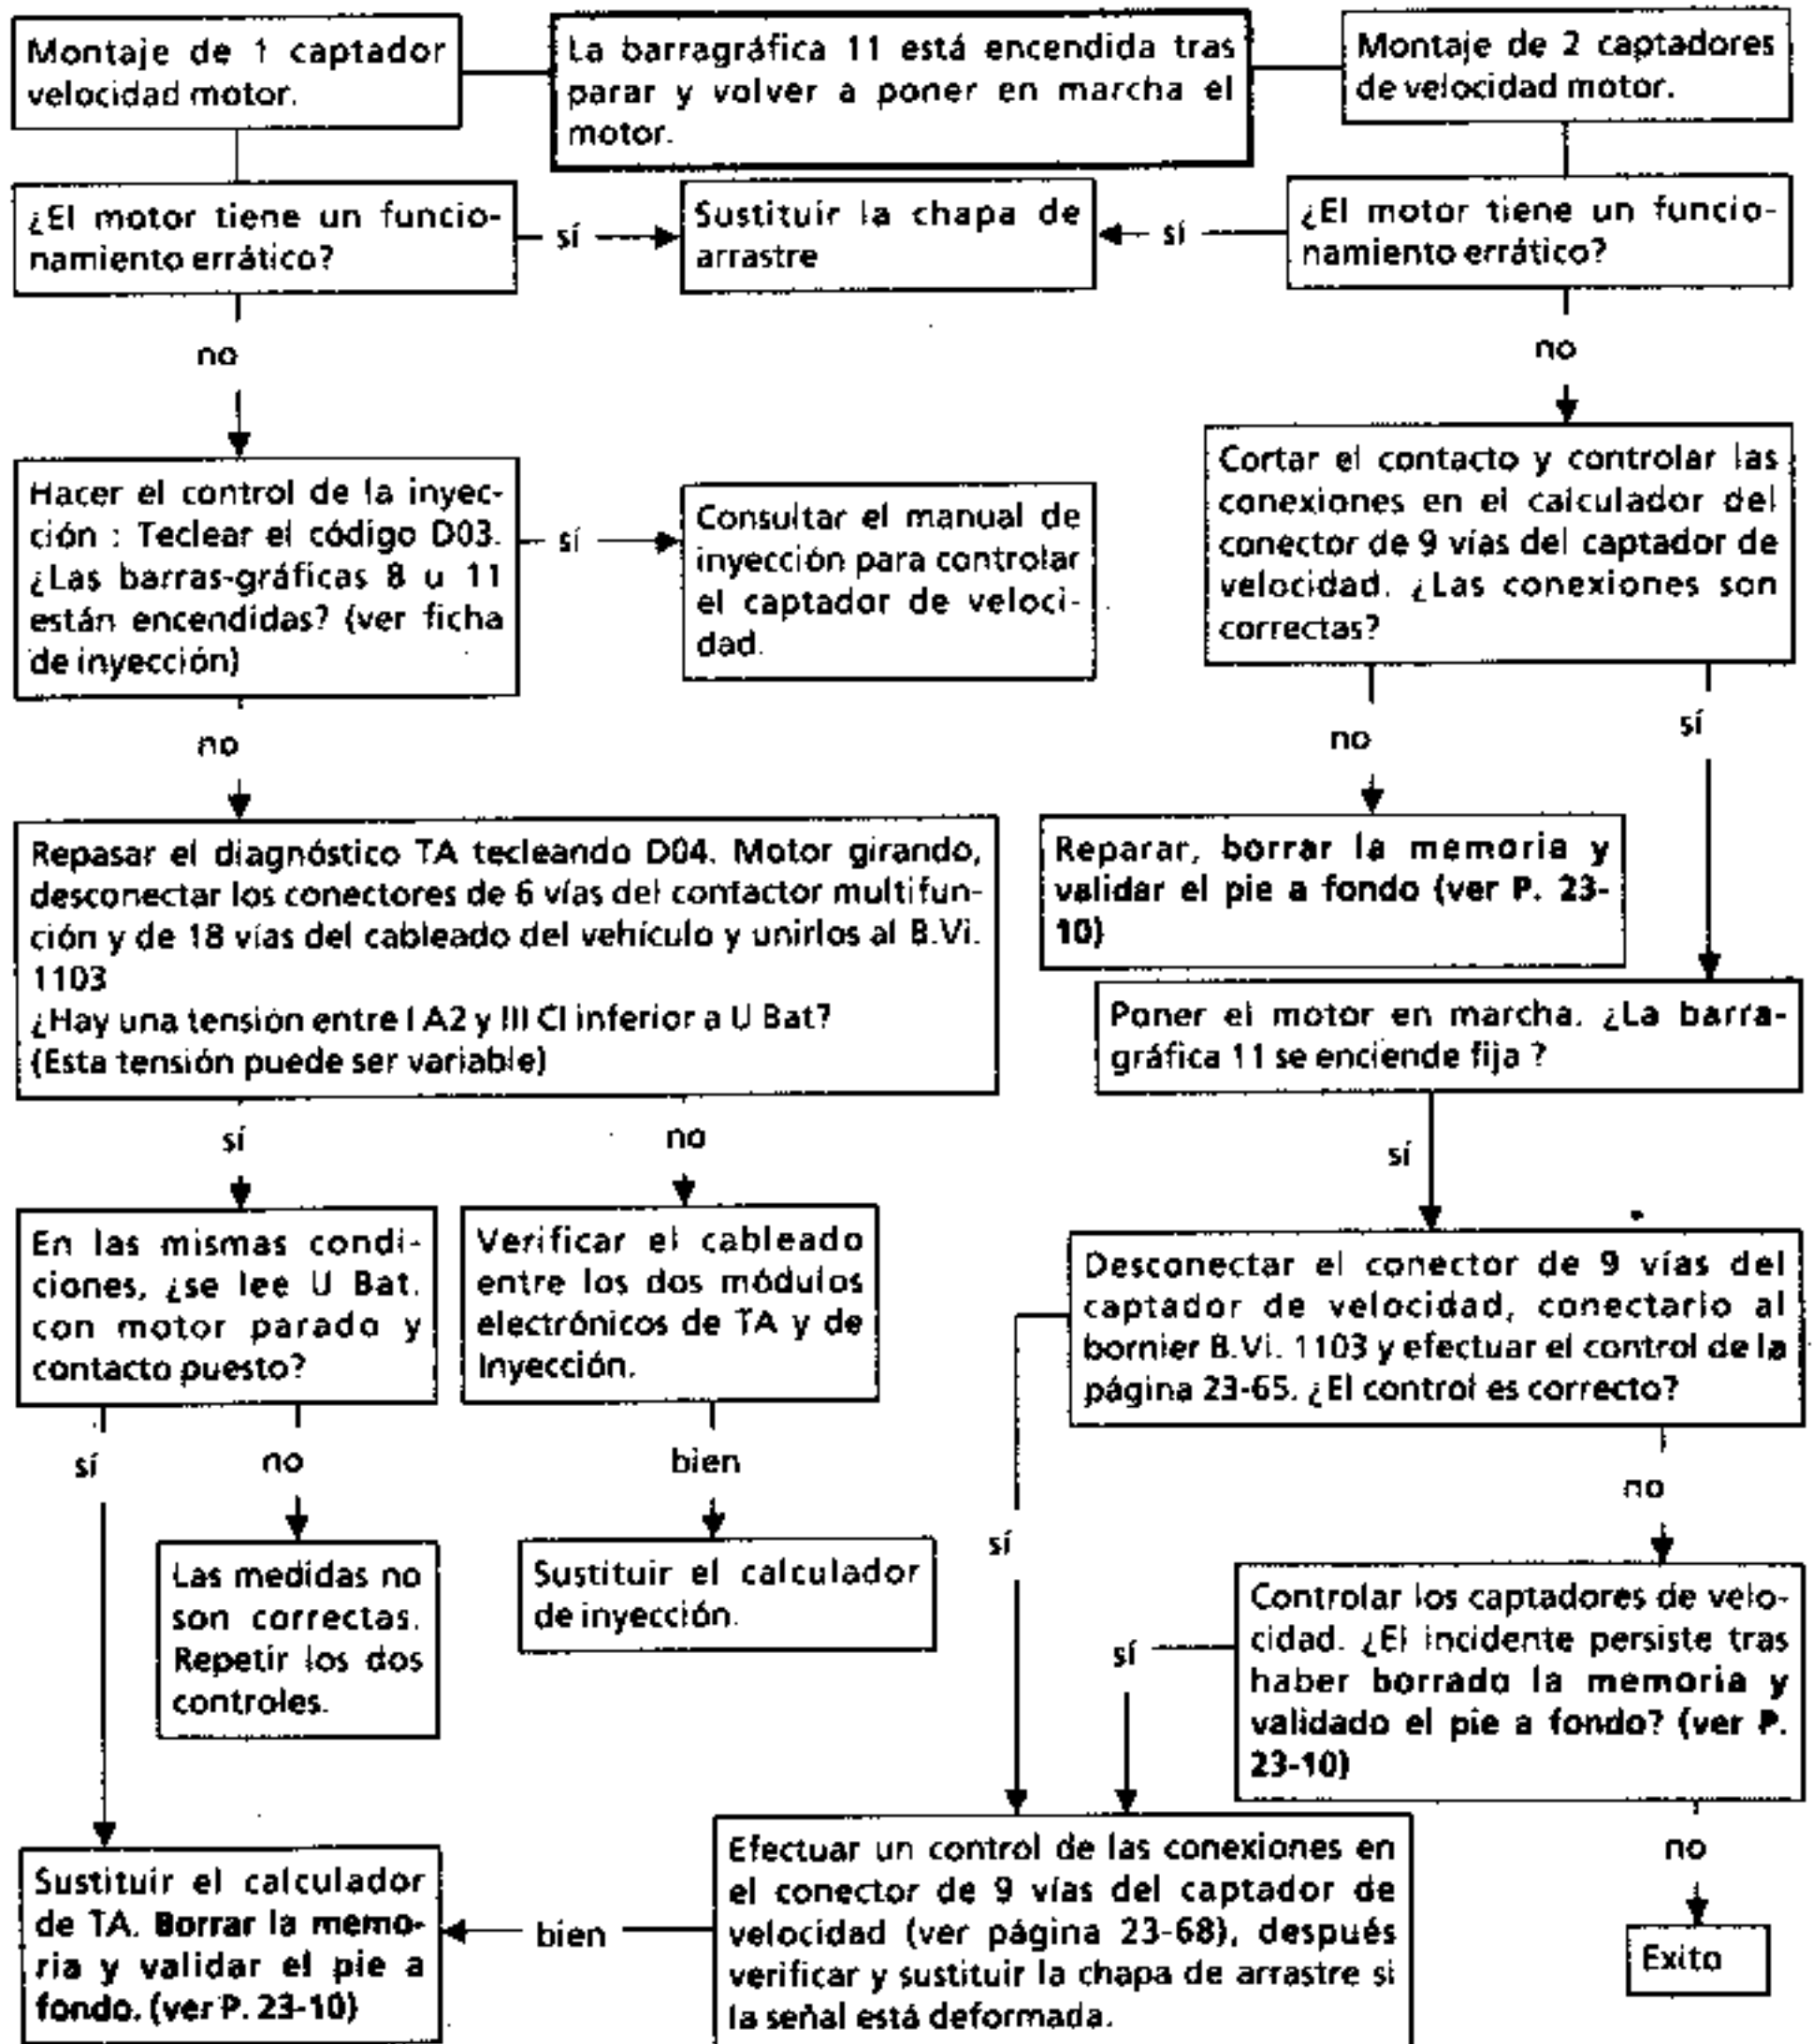 Montaje de 1 captador
velocidad motor.
La barragráfica 11 está encendida tras
parar y volver a poner en marcha el
motor.
Montaje de 2 captadores
de velocidad motor.
¿El motor tiene un funcio-
namiento errático?
sí
Sustituir la chapa de
arrastre
sí
¿El motor tiene un funcio-
namiento errático?
no
no
Hacer el control de la inyec-
ción : Teclear el código D03.
¿Las barras-gráficas 8 u 11
están encendidas? (ver ficha
de inyección)
sí
Consultar el manual de
inyección para controlar
el captador de veloci-
dad.
Cortar el contacto y controlar las
conexiones en el calculador del
conector de 9 vías del captador de
velocidad. ¿Las conexiones son
correctas?
no
no
sí
Repasar el diagnóstico TA tecleando D04. Motor girando,
desconectar los conectores de 6 vías del contactor multifun-
ción y de 18 vías del cableado del vehículo y unirlos al B.Vi.
1103
¿Hay una tensión entre I A2 y III CI inferior a U Bat?
(Esta tensión puede ser variable)
Reparar, borrar la memoria y
validar el pie a fondo (ver P. 23-
10)
Poner el motor en marcha. ¿La barra-
gráfica 11 se enciende fija ?
sí
no
sí
En las mismas condi-
ciones, ¿se lee U Bat.
con motor parado y
contacto puesto?
Verificar el cableado
entre los dos módulos
electrónicos de TA y de
Inyección.
Desconectar el conector de 9 vías del
captador de velocidad, conectarlo al
bornier B.Vi. 1103 y efectuar el control de la
página 23-65. ¿El control es correcto?
sí
no
bien
sí
no
Las medidas no
son correctas.
Repetir los dos
controles.
Sustituir el calculador
de inyección.
Controlar los captadores de velo-
cidad. ¿El incidente persiste tras
haber borrado la memoria y
validado el pie a fondo? (ver P.
23-10)
sí
no
Sustituir el calculador
de TA. Borrar la memo-
ria y validar el pie a
fondo. (ver P. 23-10)
bien
Efectuar un control de las conexiones en
el conector de 9 vías del captador de
velocidad (ver página 23-68), después
verificar y sustituir la chapa de arrastre si
la señal está deformada.
Exito